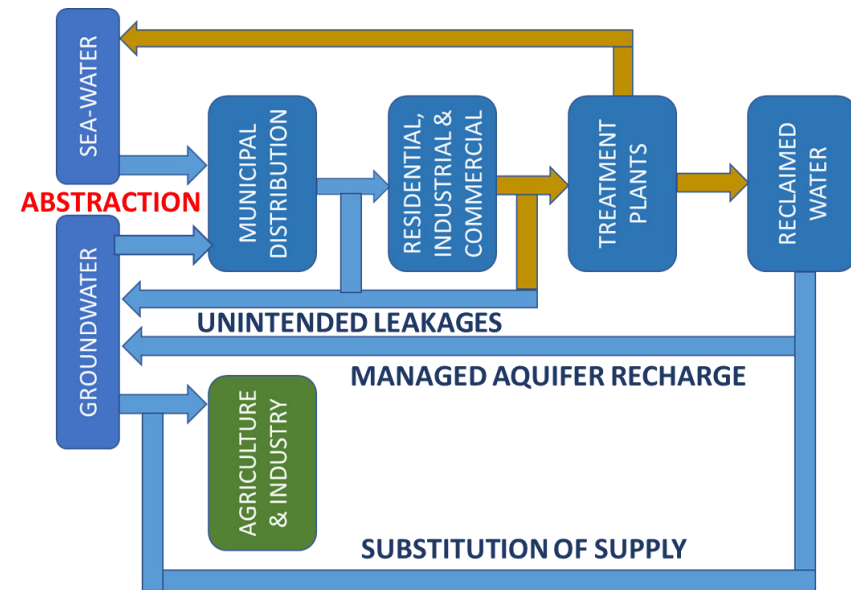 SEA-WATER
ABSTRACTION
GROUNDWATER
MUNICIPAL
DISTRIBUTION
RESIDENTIAL,
INDUSTRIAL &
COMMERCIAL
TREATMENT
PLANTS
RECLAIMED
WATER
UNINTENDED LEAKAGES
MANAGED AQUIFER RECHARGE
AGRICULTURE
& INDUSTRY
SUBSTITUTION OF SUPPLY